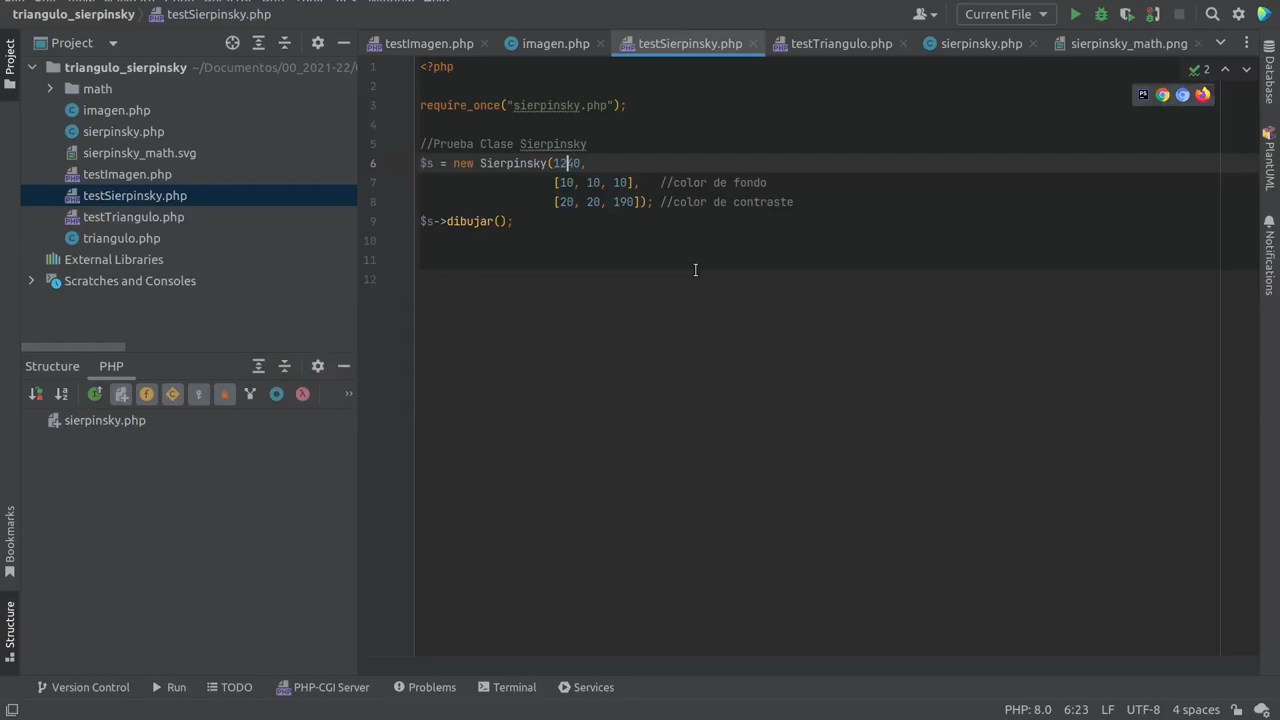 triangulo_sierpinsky testSierpinsky.php
Current File
Project
testImagen.php imagen.php testSierpinsky.php testTriangulo.php sierpinsky.php sierpinsky_math.png
Project
triangulo_sierpinsky ~/Documentos/00_2021-22/
math
imagen.php
sierpinsky.php
sierpinsky_math.svg
testImagen.php
testSierpinsky.php
testTriangulo.php
triangulo.php
External Libraries
Scratches and Consoles
1 <?php
2
3 require_once("sierpinsky.php");
4
5 //Prueba Clase Sierpinsky
6 $s = new Sierpinsky(1240,
7 [10, 10, 10], //color de fondo
8 [20, 20, 190]); //color de contraste
9 $s->dibujar();
10
11
12
2
PS
Database
PlantUML
Notifications
Structure PHP
sierpinsky.php
Bookmarks
Structure
Version Control Run TODO PHP-CGI Server Problems Terminal Services
PHP: 8.0 6:23 LF UTF-8 4 spaces